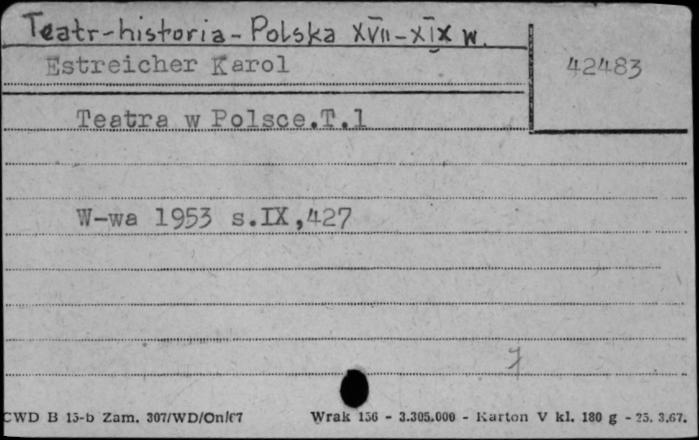 Teatr-historia-Polska XVII-XIX w.
Estreicher Karol
42483
Teatra w Polsce.T.1
W-wa 1953 s.IX,427
CWD B 15-b Zam. 307/WD/On/67 Wrak 156 - 3.305.000 - Karton V kl. 180 g - 25. 3.67.